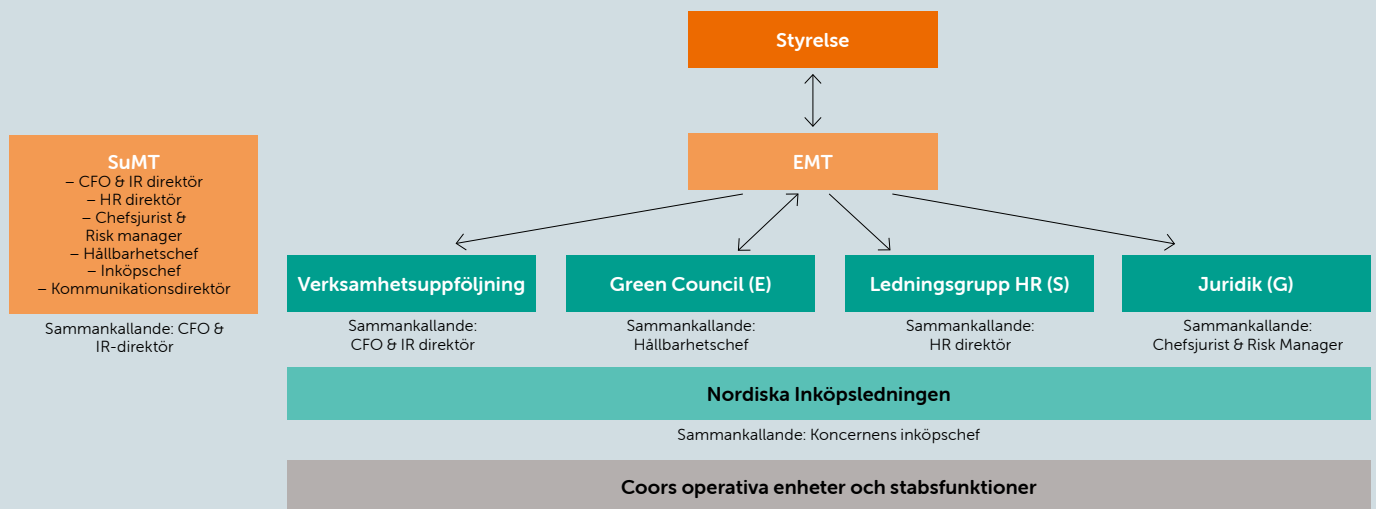 Styrelse
EMT
SuMT
– CFO & IR direktör
– HR direktör
– Chefsjurist &
Risk manager
– Hållbarhetschef
– Inköpschef
– Kommunikationsdirektör
Sammankallande: CFO &
IR-direktör
Verksamhetsuppföljning
Sammankallande:
CFO & IR direktör
Green Council (E)
Sammankallande:
Hållbarhetschef
Ledningsgrupp HR (S)
Sammankallande:
HR direktör
Juridik (G)
Sammankallande:
Chefsjurist & Risk Manager
Nordiska Inköpsledningen
Sammankallande: Koncernens inköpschef
Coors operativa enheter och stabsfunktioner